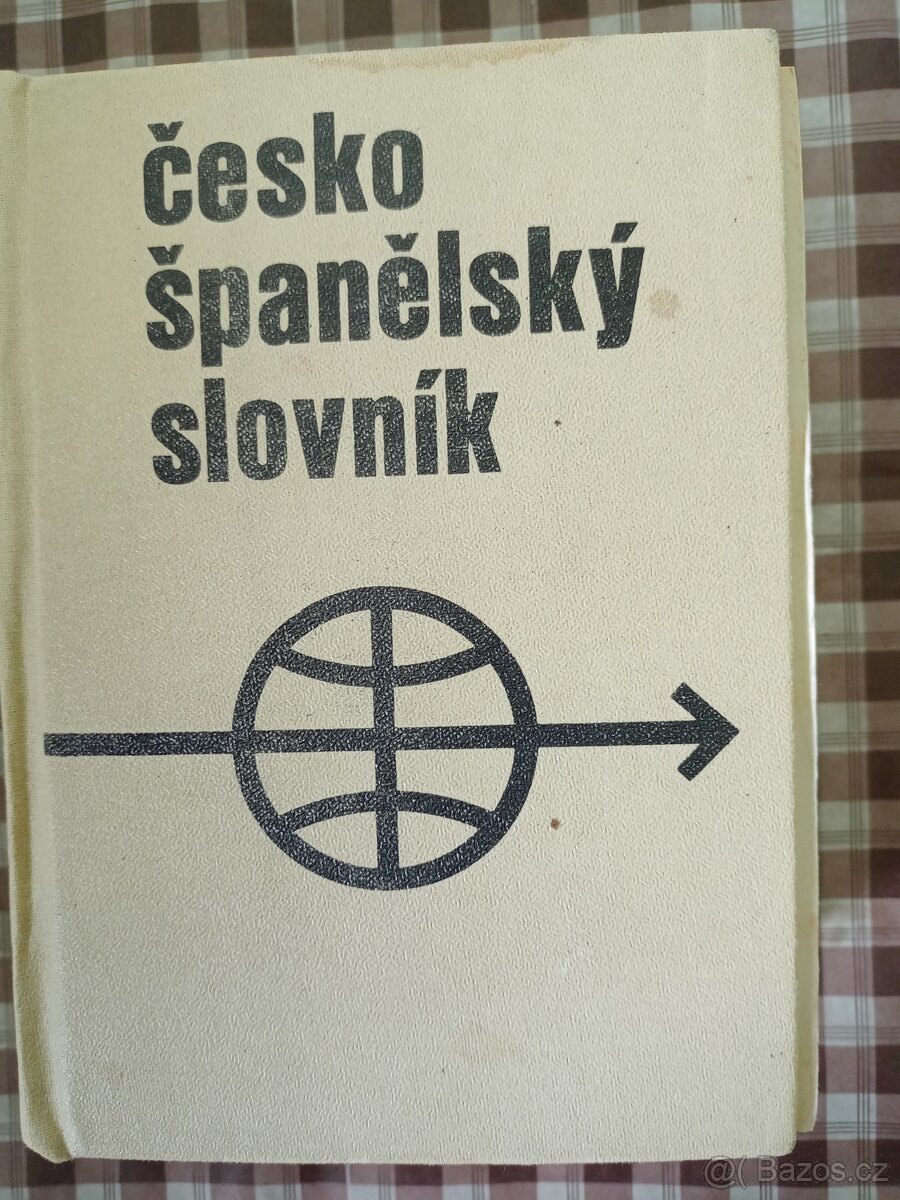 česko
španělský
slovník
@( Bazos.cz